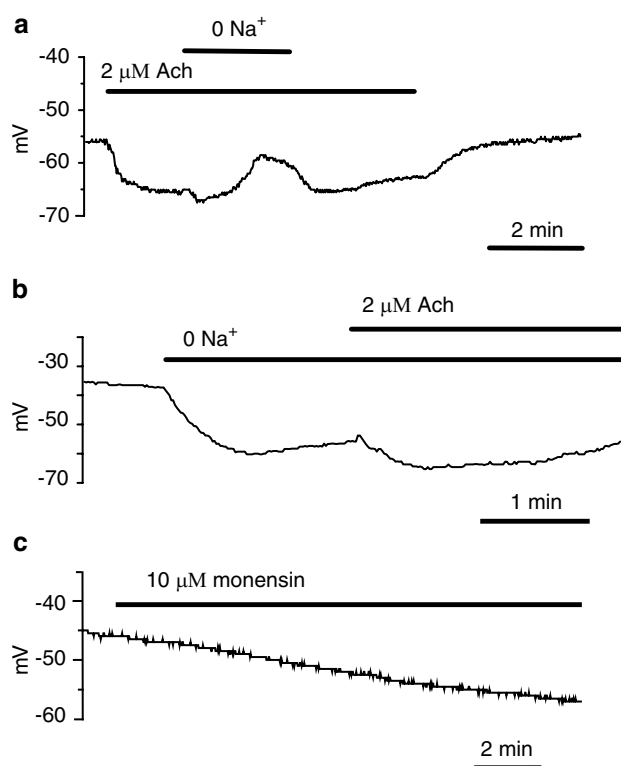 a
0 Na⁺
-40
2 μM Ach
-50
mV
-60
-70
2 min
b
2 μM Ach
0 Na⁺
-30
mV
-50
-70
1 min
c
10 μM monensin
-40
mV
-50
-60
2 min